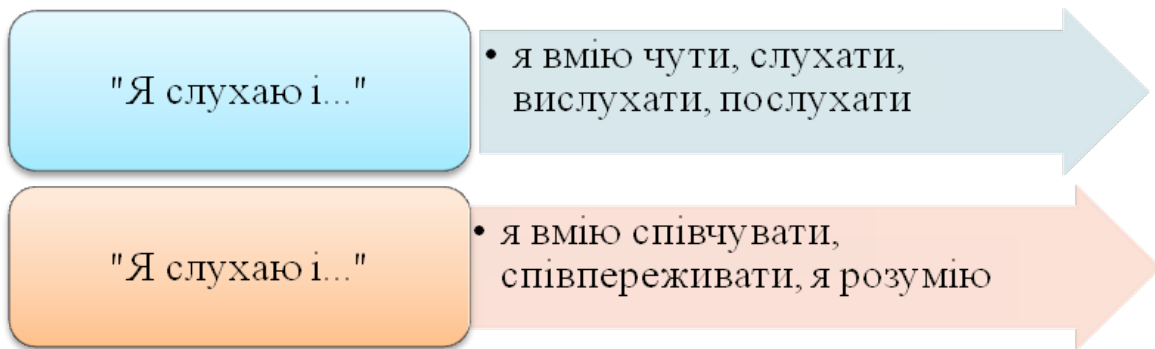 "Я слухаю і..."
• я вмію чути, слухати,
вислухати, послухати
"Я слухаю і..."
• я вмію співчувати,
співпереживати, я розумію